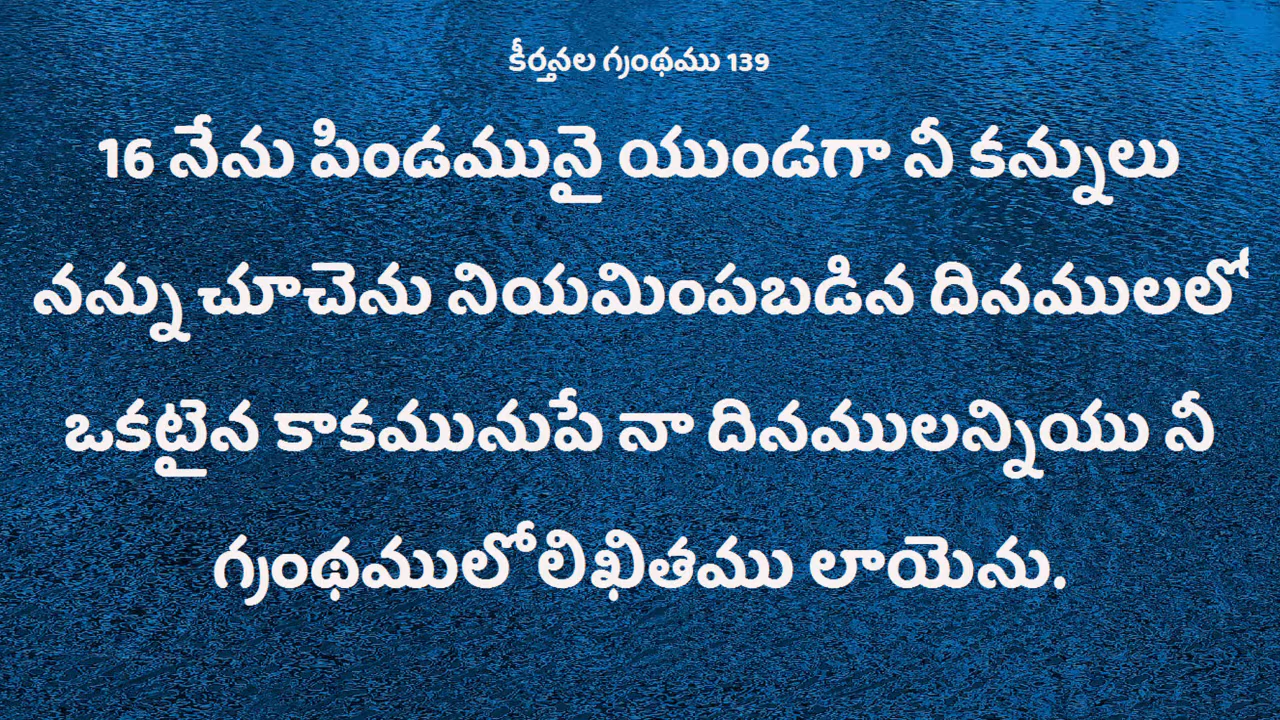 కీర్తనల గ్రంథము 139
16 నేను పిండమునై యుండగా నీ కన్నులు
నన్ను చూచెను నియమింపబడిన దినములలో
ఒకటైన కాకమునుపే నా దినములన్నియు నీ
గ్రంథములోలిఖితము లాయెను.